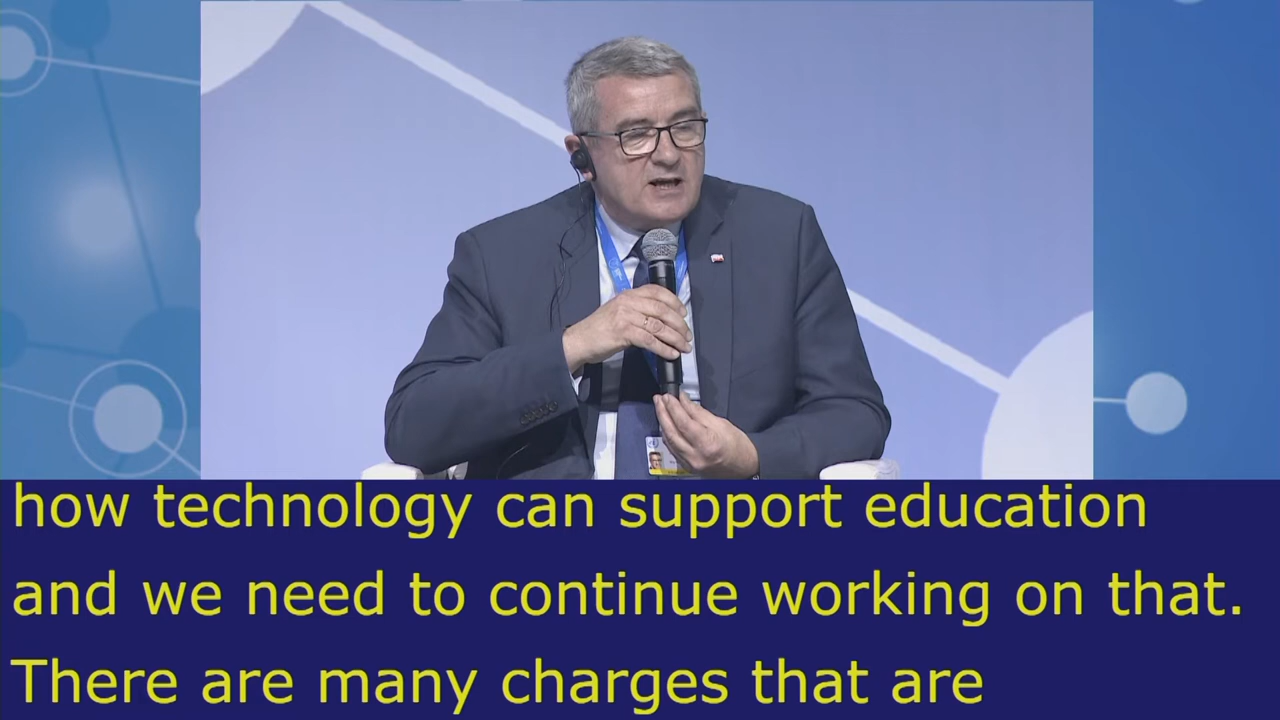 how technology can support education
and we need to continue working on that.
There are many charges that are